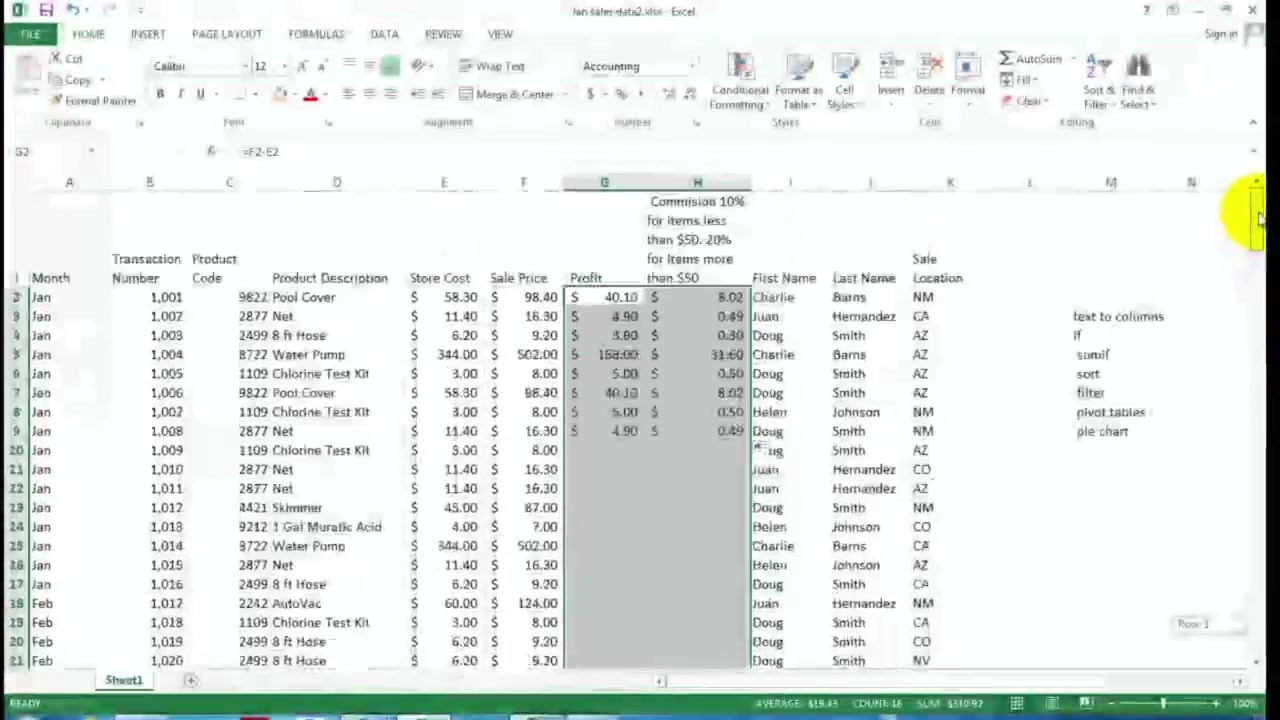 Jan sales data2.xlsx - Excel
FILE HOME INSERT PAGE LAYOUT FORMULAS DATA REVIEW VIEW Sign in
Cut Calibri 12 Wrap Text Accounting AutoSum
Copy Fill
Format Painter B I U Merge & Center $ % Conditional Formatting Format as Table Cell Styles Insert Delete Format Clear Sort & Filter Find & Select
Clipboard Font Alignment Number Styles Cells Editing
G2 fx =F2-E2
A B C D E F G H I J K L M N
Commision 10%
for items less
than $50. 20%
Transaction Product for items more Sale
1 Month Number Code Product Description Store Cost Sale Price Profit than $50 First Name Last Name Location
2 Jan 1,001 9822 Pool Cover $ 58.30 $ 98.40 $ 40.10 $ 8.02 Charlie Barns NM
3 Jan 1,002 2877 Net $ 11.40 $ 16.30 $ 4.90 $ 0.49 Juan Hernandez CA text to columns
4 Jan 1,003 2499 8 ft Hose $ 6.20 $ 9.20 $ $ 0.30 Doug Smith AZ if
5 Jan 1,004 8722 Water Pump $ 344.00 $ 502.00 $ 158.00 $ 31.60 Charlie Barns AZ sumif
6 Jan 1,005 1109 Chlorine Test Kit $ 3.00 $ 8.00 $ 5.00 $ 0.50 Doug Smith AZ sort
7 Jan 1,006 9822 Pool Cover $ 58.30 $ 98.40 $ 40.10 $ 8.02 Doug Smith AZ filter
8 Jan 1,007 1109 Chlorine Test Kit $ 3.00 $ 8.00 $ 5.00 $ 0.50 Helen Johnson NM pivot tables
9 Jan 1,008 2877 Net $ 11.40 $ 16.30 $ 4.90 $ 0.49 Doug Smith NM pie chart
10 Jan 1,009 1109 Chlorine Test Kit $ 3.00 $ 8.00 Smith AZ
11 Jan 1,010 2877 Net $ 11.40 $ 16.30 Juan Hernandez CO
12 Jan 1,011 2877 Net $ 11.40 $ 16.30 Juan Hernandez AZ
13 Jan 1,012 4421 Skimmer $ 45.00 $ 87.00 Doug Smith NM
14 Jan 1,013 9212 1 Gal Muratic Acid $ 4.00 $ 7.00 Helen Johnson CO
15 Jan 1,014 8722 Water Pump $ 344.00 $ 502.00 Charlie Barns CA
16 Jan 1,015 2877 Net $ 11.40 $ 16.30 Helen Johnson AZ
17 Jan 1,016 2499 8 ft Hose $ 6.20 $ 9.20 Doug Smith CA
18 Feb 1,017 2242 AutoVac $ 60.00 $ 124.00 Juan Hernandez NM
19 Feb 1,018 1109 Chlorine Test Kit $ 3.00 $ 8.00 Doug Smith CA
20 Feb 1,019 2499 8 ft Hose $ 6.20 $ 9.20 Doug Smith CO
21 Feb 1,020 2499 8 ft Hose $ 6.20 $ 9.20 Doug Smith NV
Row: 1
Sheet1
READY AVERAGE: $19.43 COUNT: 16 SUM: $310.92 100%